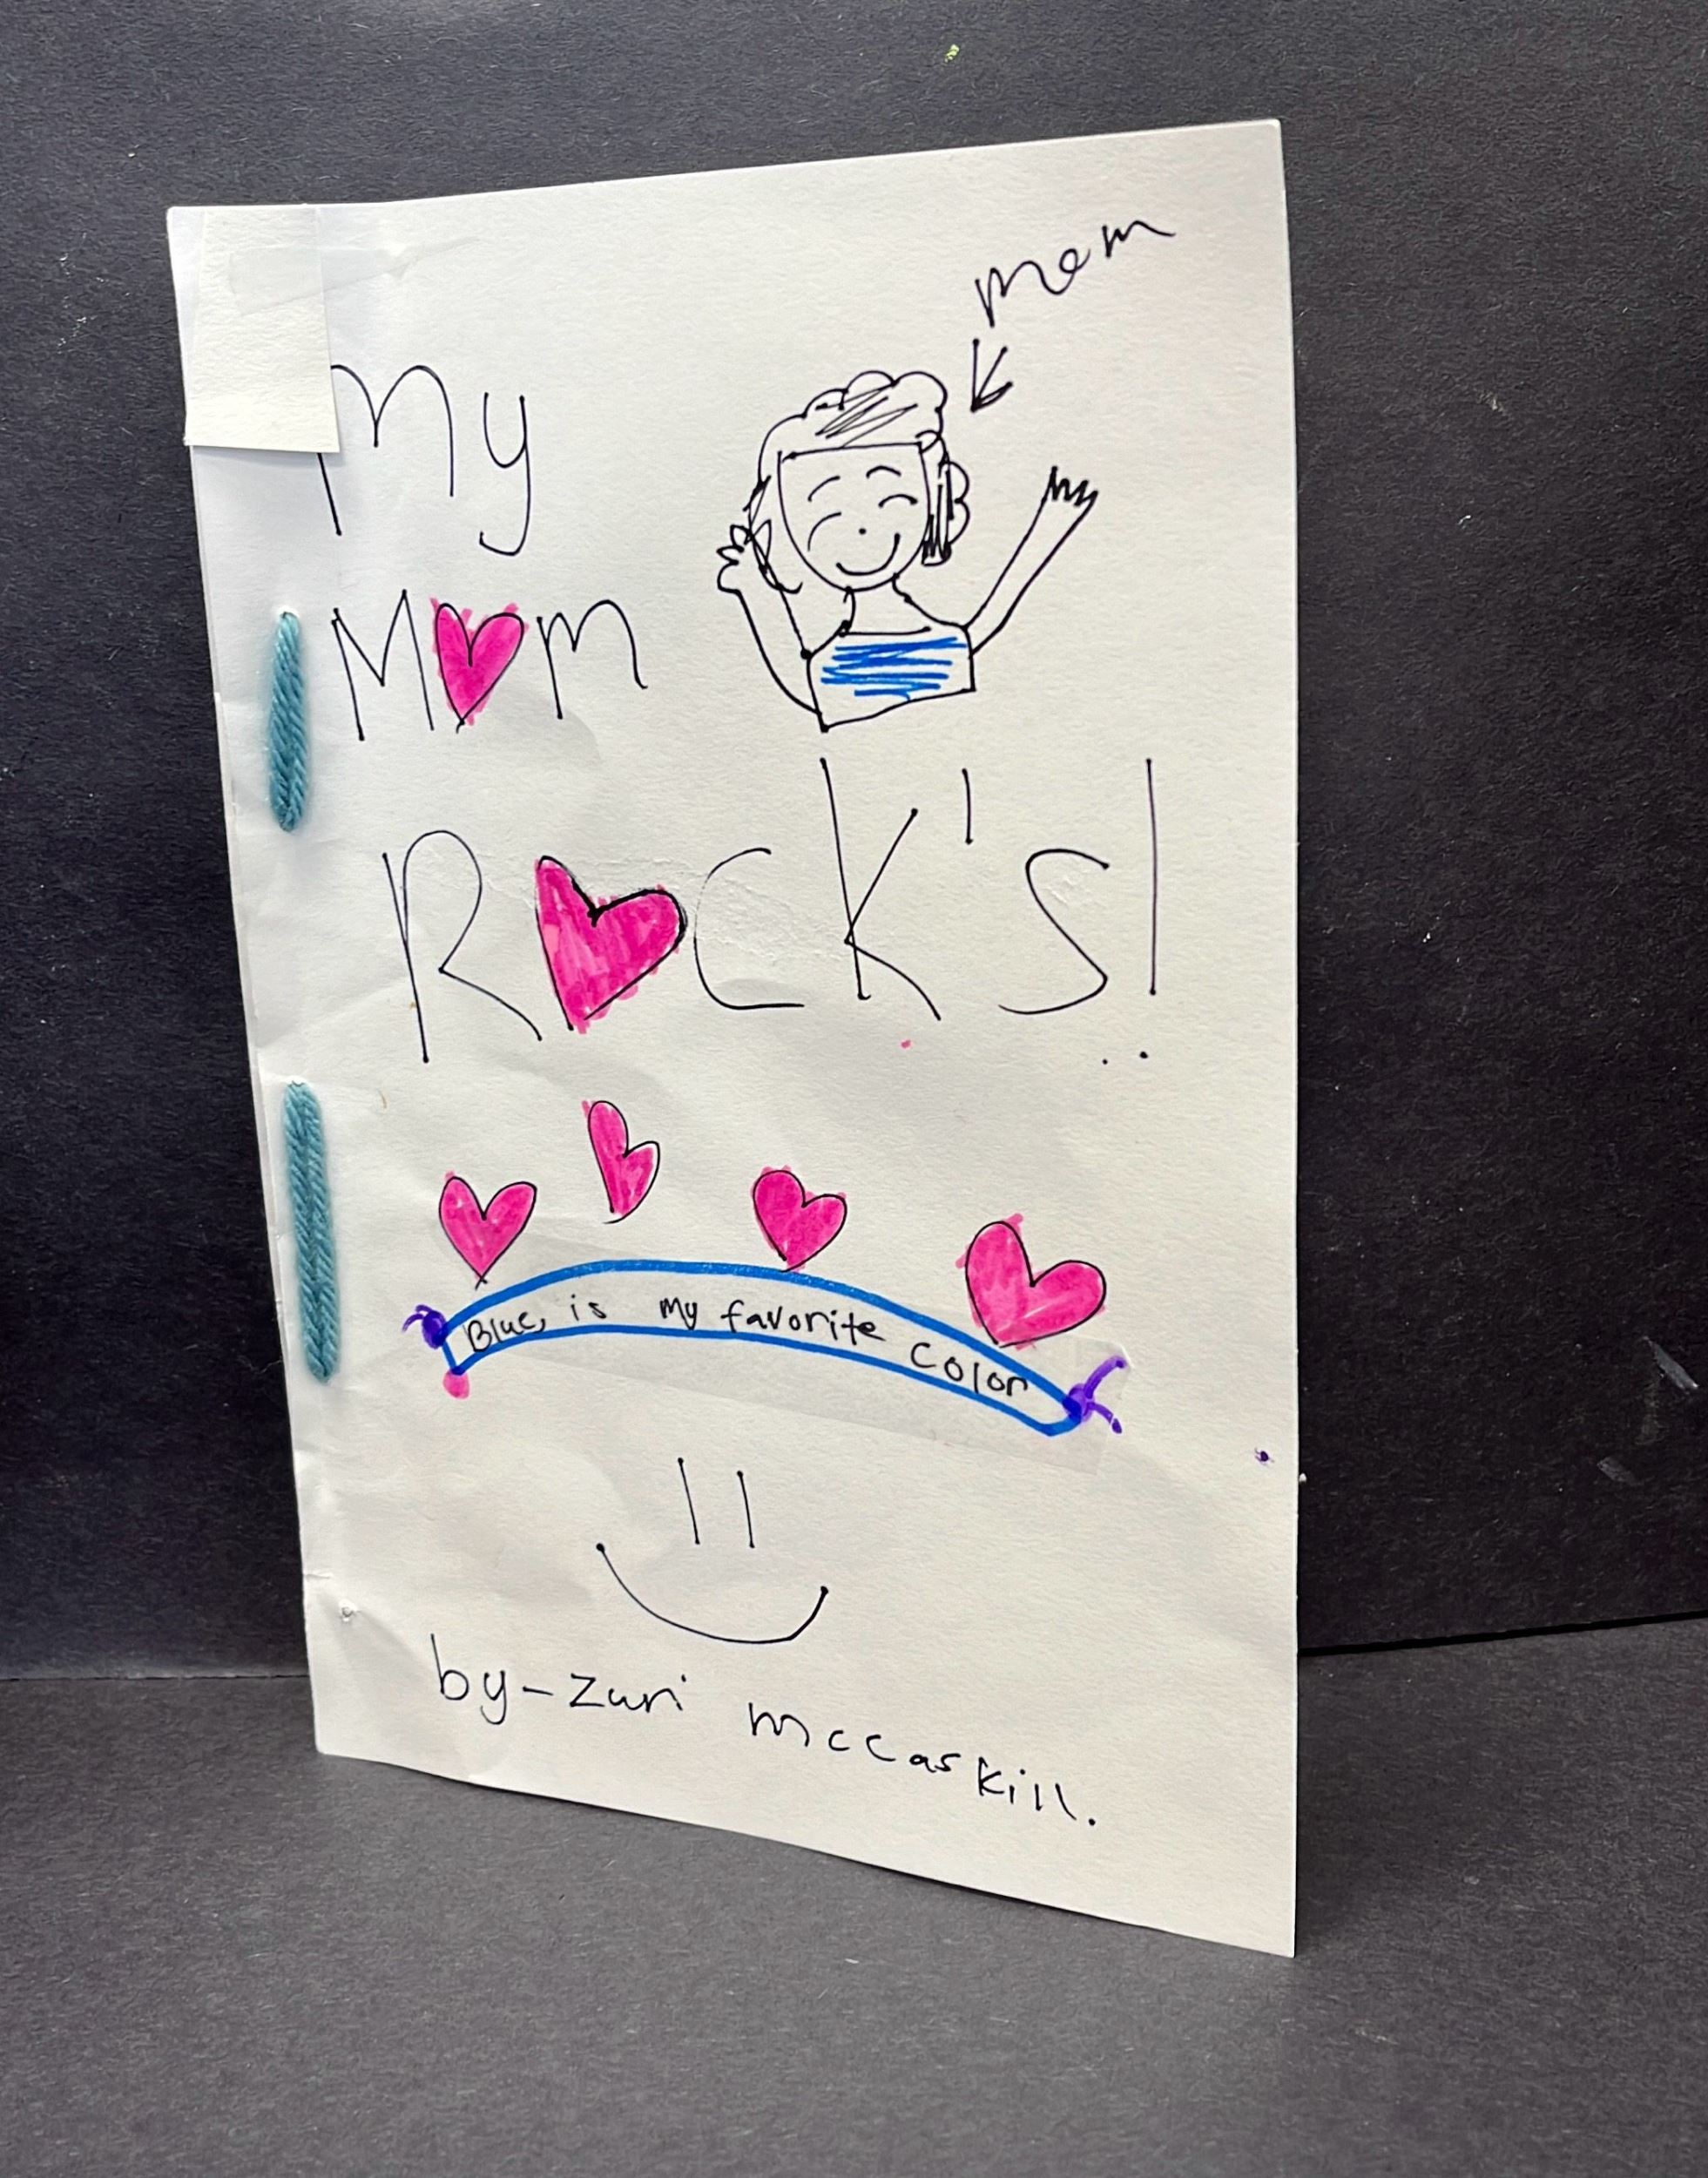 mom
My
Mom
Rock's!
Blue, is my favorite color
by-Zuri mccaskill.